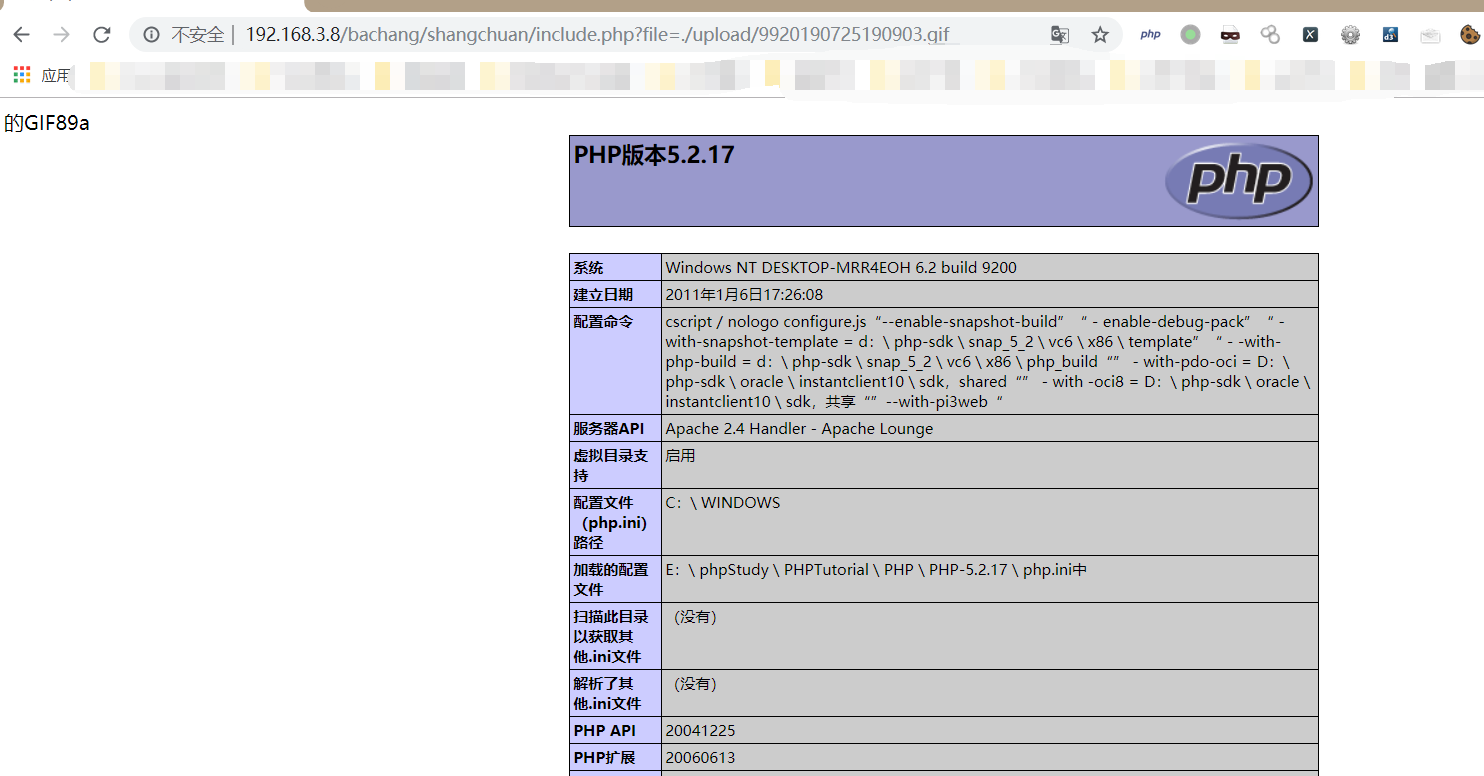 不安全 | 192.168.3.8/bachang/shangchuan/include.php?file=./upload/9920190725190903.gif
php
X
d3
应用
的GIF89a
PHP版本5.2.17
php
系统 Windows NT DESKTOP-MRR4EOH 6.2 build 9200
建立日期 2011年1月6日17:26:08
配置命令 cscript / nologo configure.js“--enable-snapshot-build” “ - enable-debug-pack” “ -
with-snapshot-template = d：\ php-sdk \ snap_5_2 \ vc6 \ x86 \ template” “ - -with-
php-build = d：\ php-sdk \ snap_5_2 \ vc6 \ x86 \ php_build“” - with-pdo-oci = D：\
php-sdk \ oracle \ instantclient10 \ sdk，shared“” - with -oci8 = D：\ php-sdk \ oracle \
instantclient10 \ sdk，共享“”--with-pi3web“
服务器API Apache 2.4 Handler - Apache Lounge
虚拟目录支 启用
持
配置文件 C：\ WINDOWS
（php.ini）
路径
加载的配置 E：\ phpStudy \ PHPTutorial \ PHP \ PHP-5.2.17 \ php.ini中
文件
扫描此目录 （没有）
以获取其
他.ini文件
解析了其 （没有）
他.ini文件
PHP API 20041225
PHP扩展 20060613